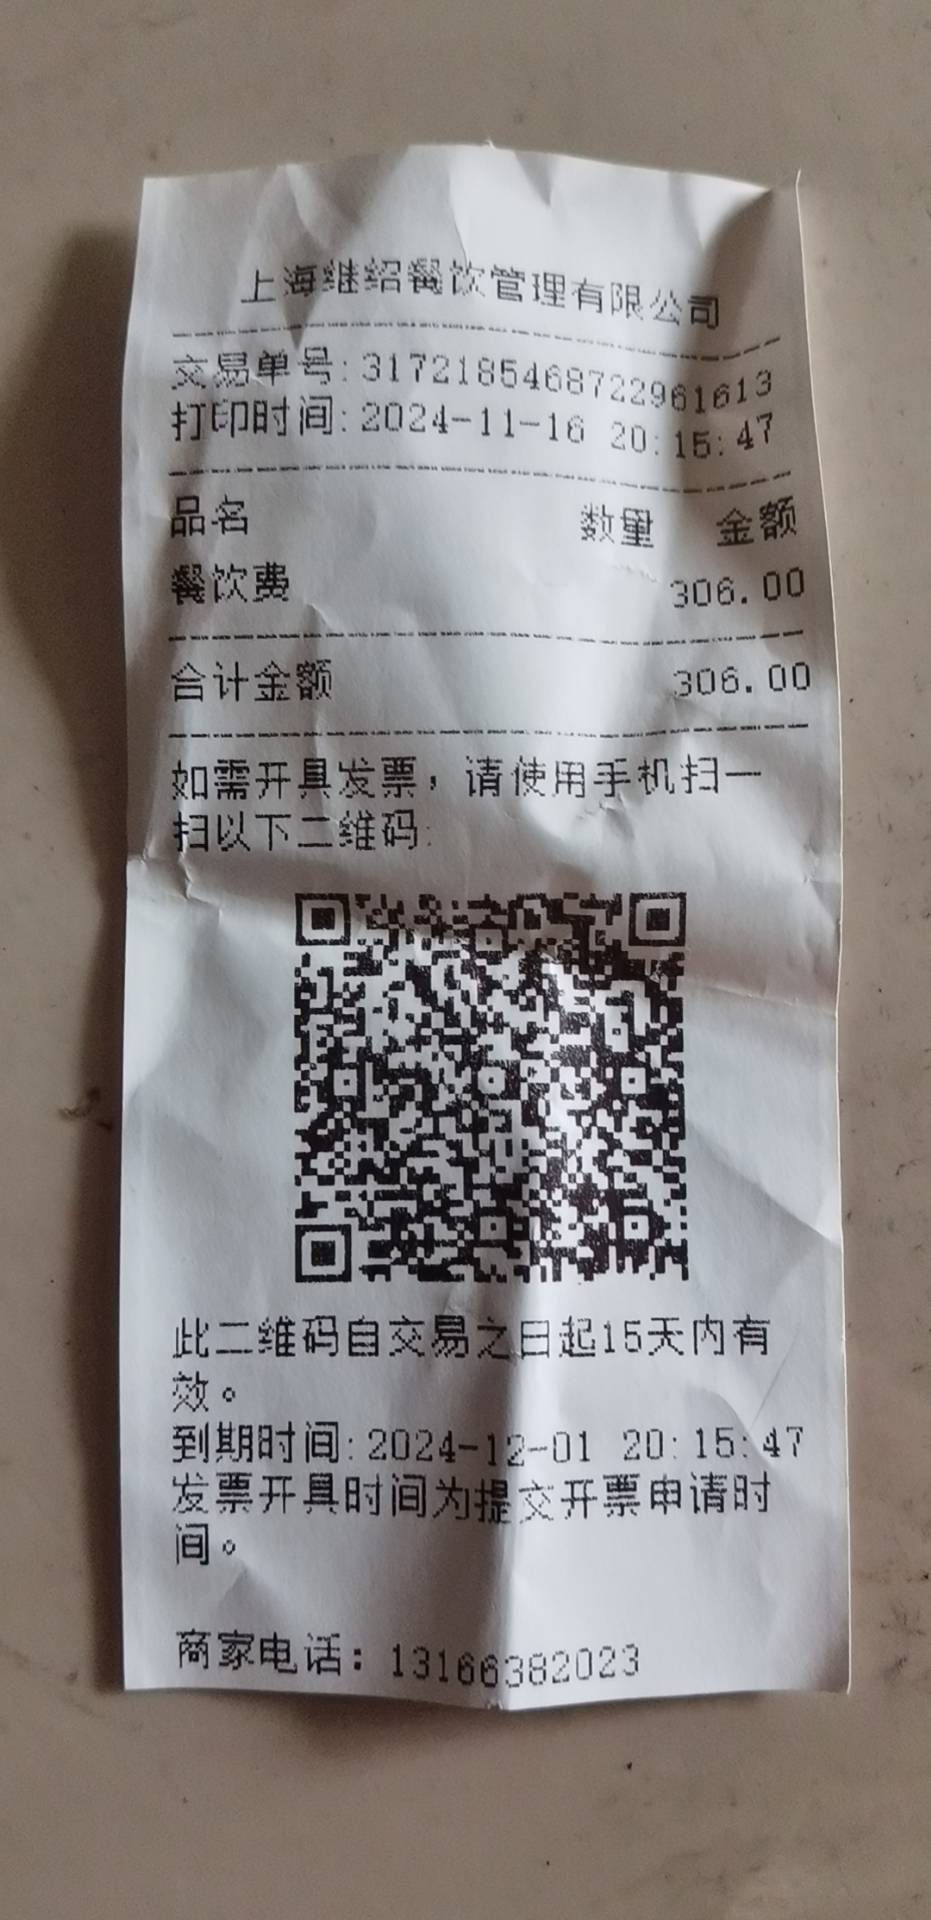 上海继绍餐饮管理有限公司
交易单号:3172185468722961613
打印时间:2024-11-16 20:15:47
品名 数量 金额
餐饮费 306.00
合计金额 306.00
如需开具发票，请使用手机扫一
扫以下二维码:
此二维码自交易之日起15天内有
效。
到期时间:2024-12-01 20:15:47
发票开具时间为提交开票申请时
间。
商家电话：13166382023